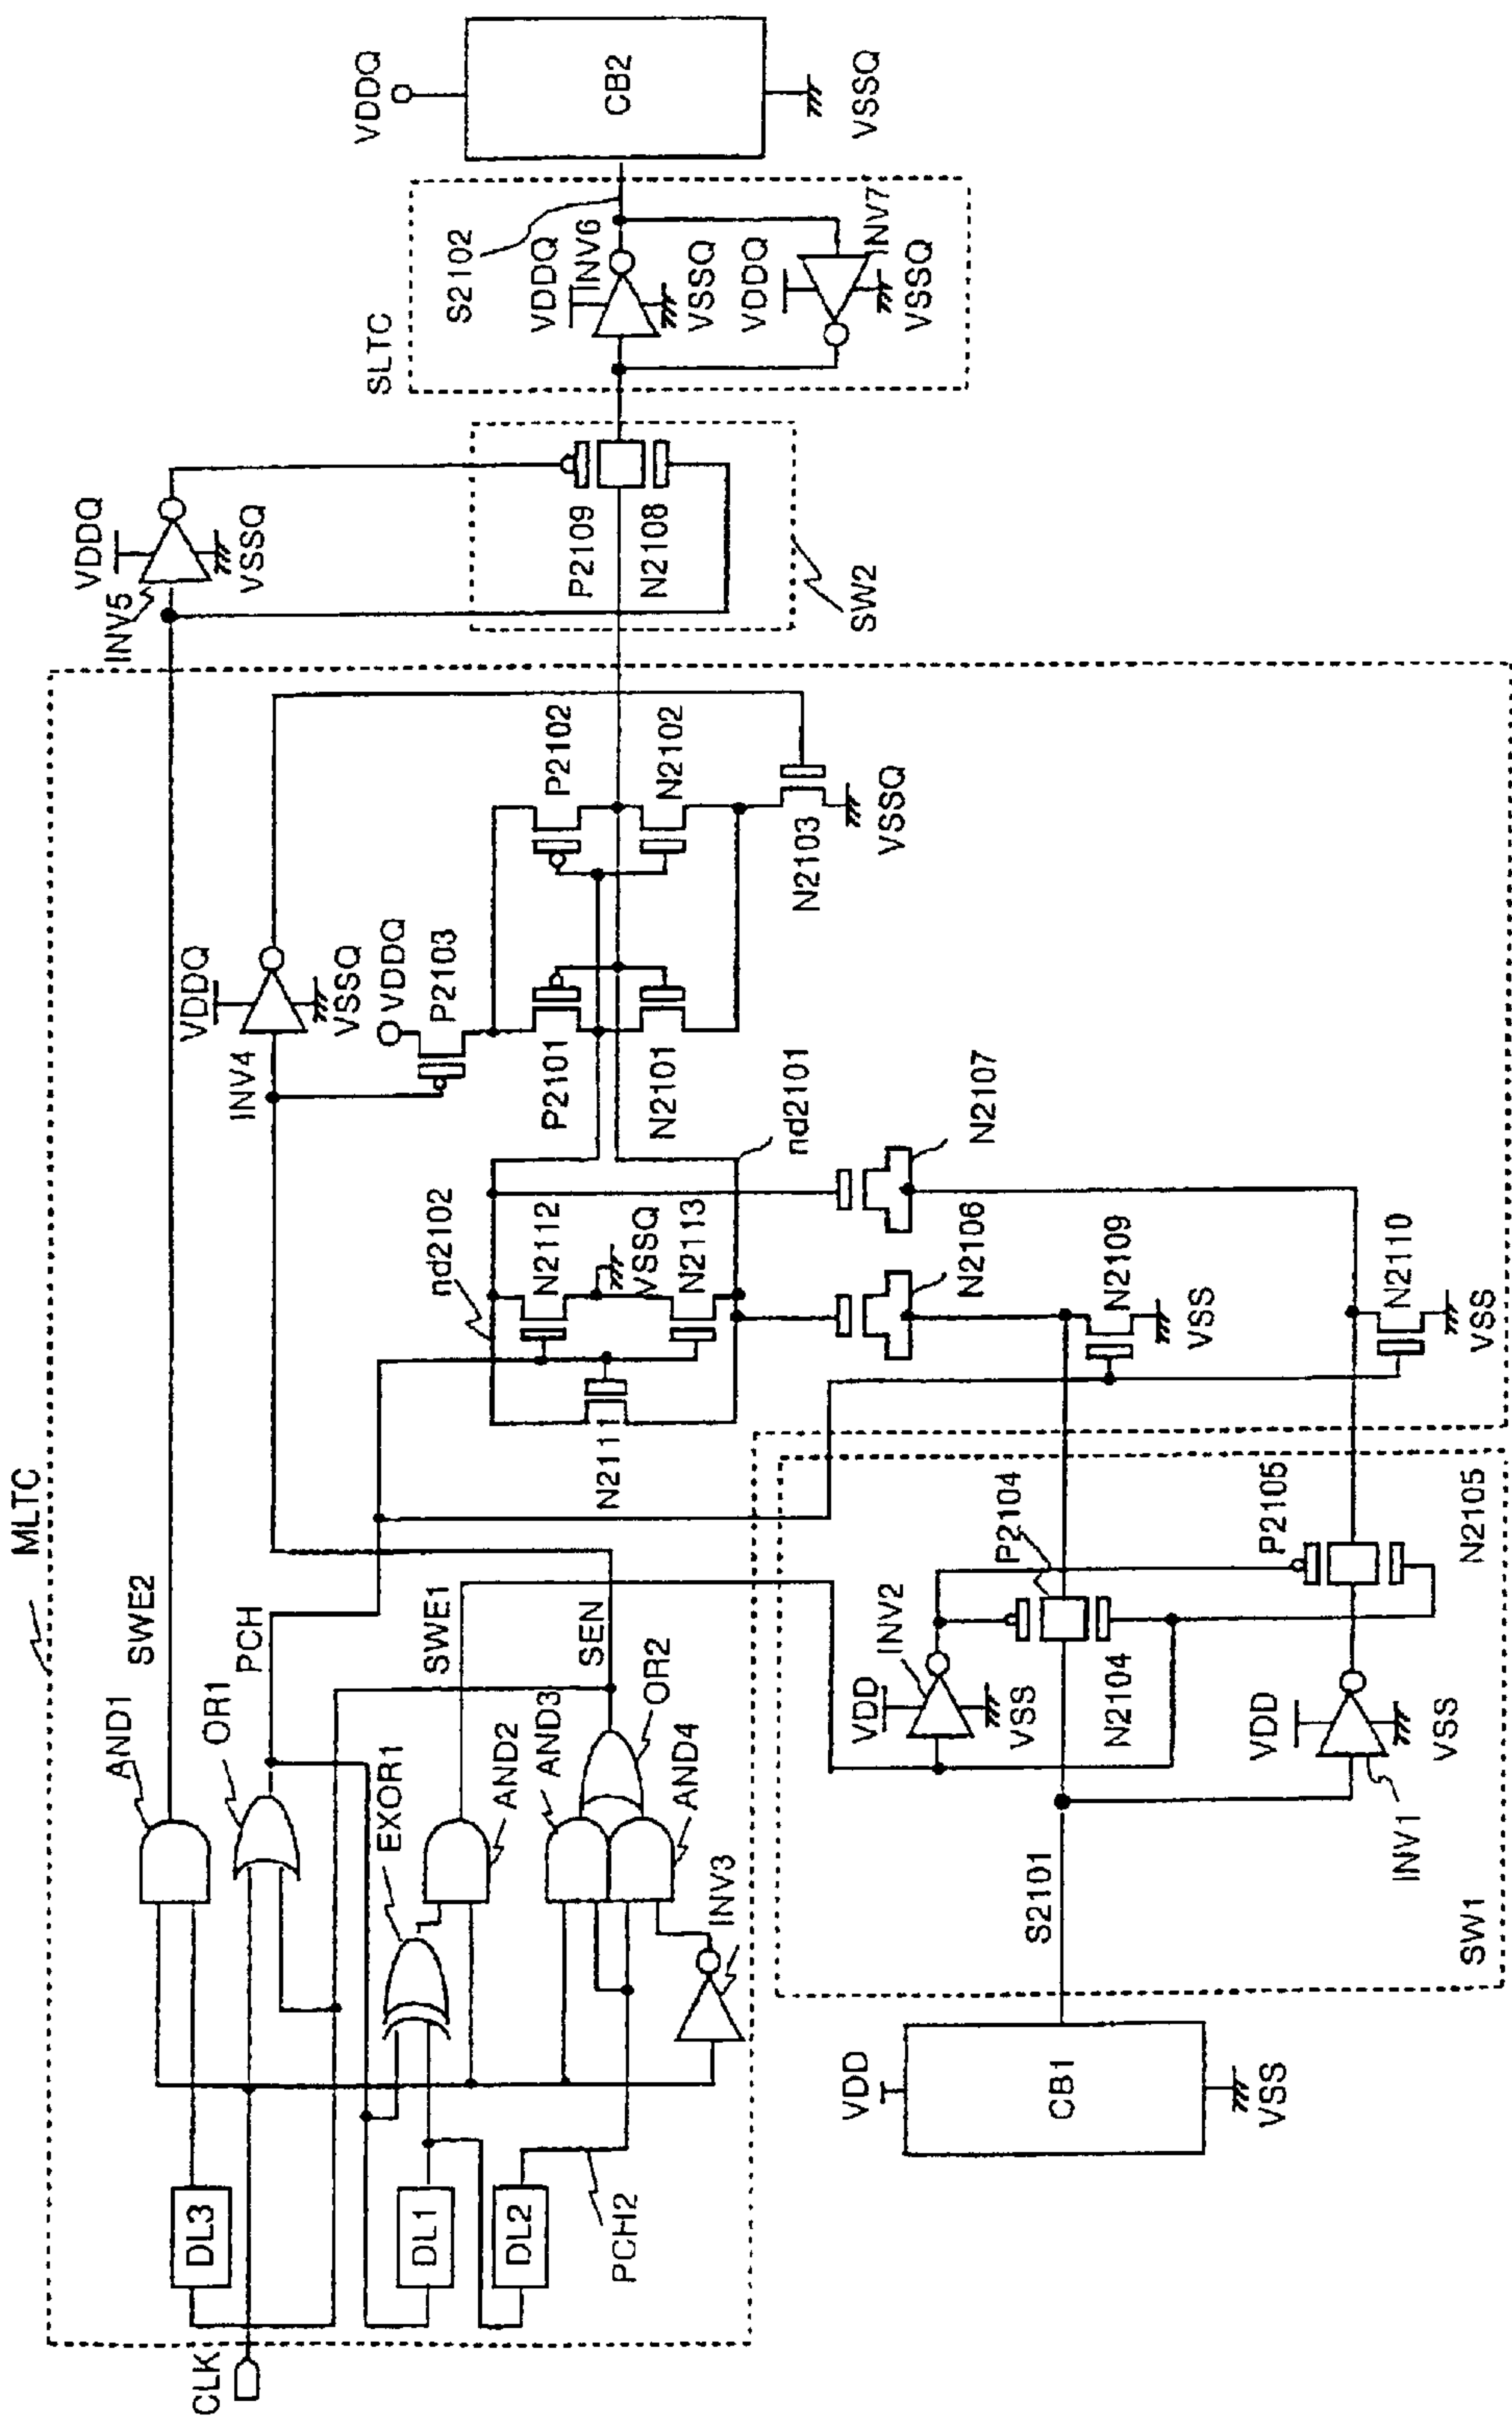 MLTC
CLK
DL3
DL1
DL2
PCH2
AND1
OR1
EXOR1
AND2
AND3
OR2
AND4
INV3
SWE2
PCH
SWE1
SEN
INV4
VDDQ
VSSQ
VDDQ
P2103
P2101
N2101
P2102
N2102
N2103
VSSQ
nd2102
nd2101
N2111
N2112
VSSQ
N2113
N2106
N2107
N2109
VSS
N2110
VSS
INV5
VDDQ
VSSQ
P2109
N2108
SW2
SLTC
S2102
VDDQ
INV6
VSSQ
VDDQ
INV7
VSSQ
VDDQ
CB2
VSSQ
VDD
CB1
VSS
S2101
SW1
VDD
INV2
VSS
P2104
N2104
P2105
N2105
VDD
INV1
VSS